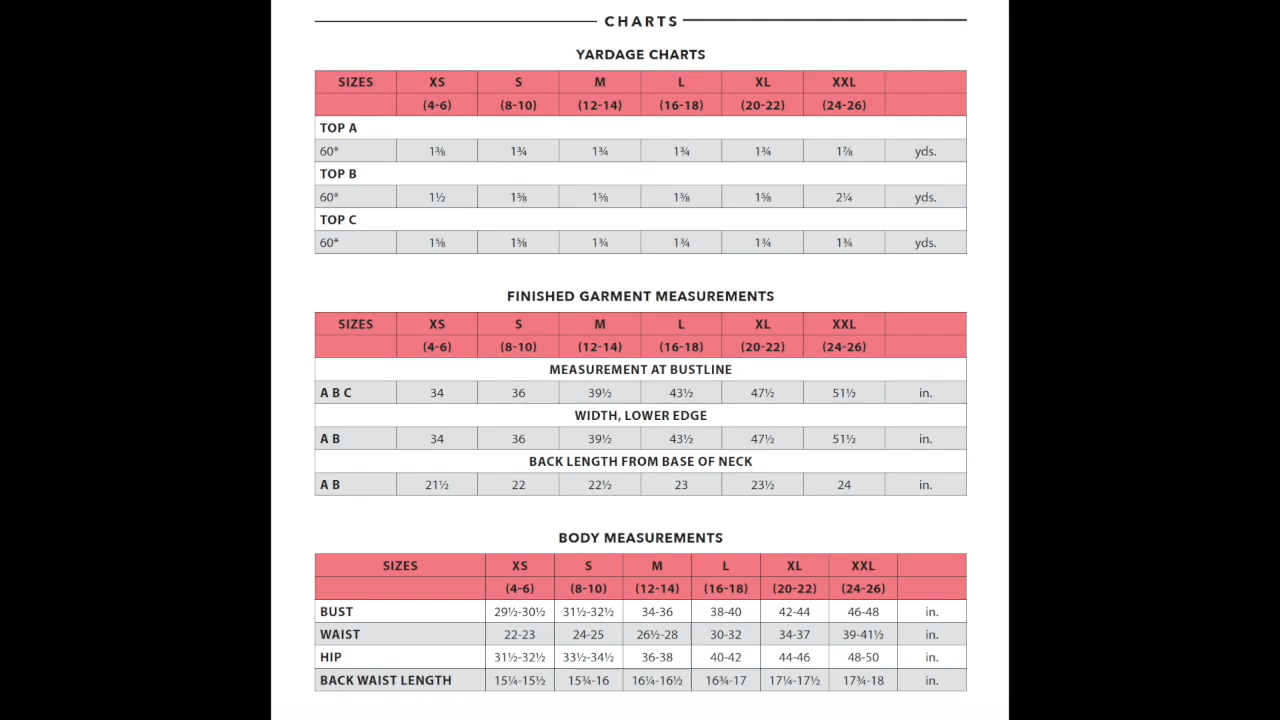 CHARTS
YARDAGE CHARTS
SIZES XS S M L XL XXL
(4-6) (8-10) (12-14) (16-18) (20-22) (24-26)
TOP A
60* 1⅜ 1¾ 1¾ 1¾ 1¾ 1⅞ yds.
TOP B
60* 1½ 1⅝ 1⅝ 1⅝ 1⅝ 2¼ yds.
TOP C
60* 1⅝ 1⅝ 1¾ 1¾ 1¾ 1¾ yds.
FINISHED GARMENT MEASUREMENTS
SIZES XS S M L XL XXL
(4-6) (8-10) (12-14) (16-18) (20-22) (24-26)
MEASUREMENT AT BUSTLINE
A B C 34 36 39½ 43½ 47½ 51½ in.
WIDTH, LOWER EDGE
A B 34 36 39½ 43½ 47½ 51½ in.
BACK LENGTH FROM BASE OF NECK
A B 21½ 22 22½ 23 23½ 24 in.
BODY MEASUREMENTS
SIZES XS S M L XL XXL
(4-6) (8-10) (12-14) (16-18) (20-22) (24-26)
BUST 29½-30½ 31½-32½ 34-36 38-40 42-44 46-48 in.
WAIST 22-23 24-25 26½-28 30-32 34-37 39-41½ in.
HIP 31½-32½ 33½-34½ 36-38 40-42 44-46 48-50 in.
BACK WAIST LENGTH 15¼-15½ 15¾-16 16¼-16½ 16¾-17 17¼-17½ 17¾-18 in.